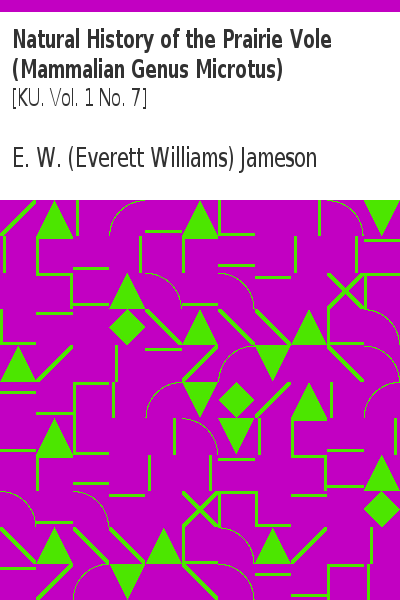 Natural History of the Prairie Vole
(Mammalian Genus Microtus)
[KU. Vol. 1 No. 7]
E. W. (Everett Williams) Jameson